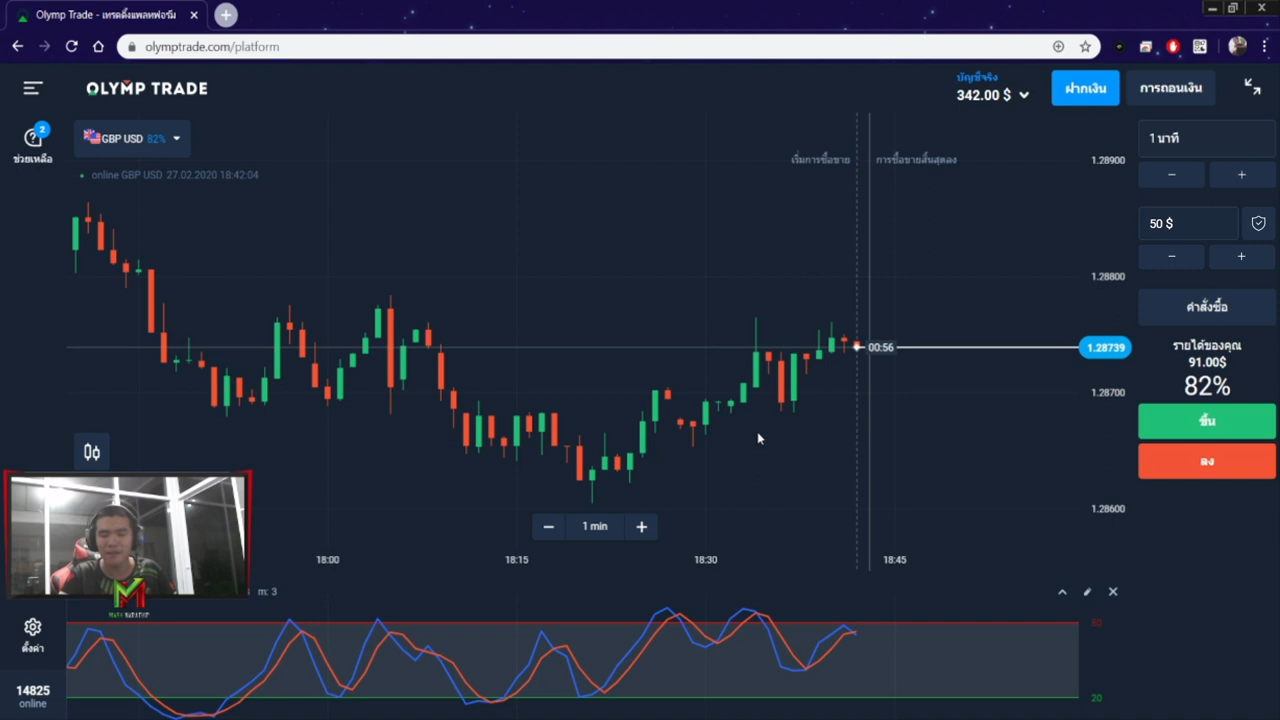 Olymp Trade - เทรดดิ้งแพลทฟอร์ม
olymptrade.com/platform
OLYMP TRADE
บัญชีจริง
342.00 $
ฝากเงิน
การถอนเงิน
2
ช่วยเหลือ
GBP USD 82%
online GBP USD 27.02.2020 18:42:04
เริ่มการซื้อขาย
การซื้อขายสิ้นสุดลง
1.28900
1.28800
00:56
1.28739
1.28700
1.28600
1 นาที
− +
50 $
− +
คำสั่งซื้อ
รายได้ของคุณ
91.00$
82%
ขึ้น
ลง
− 1 min +
18:00
18:15
18:30
18:45
m: 3
80
20
ตั้งค่า
14825
online